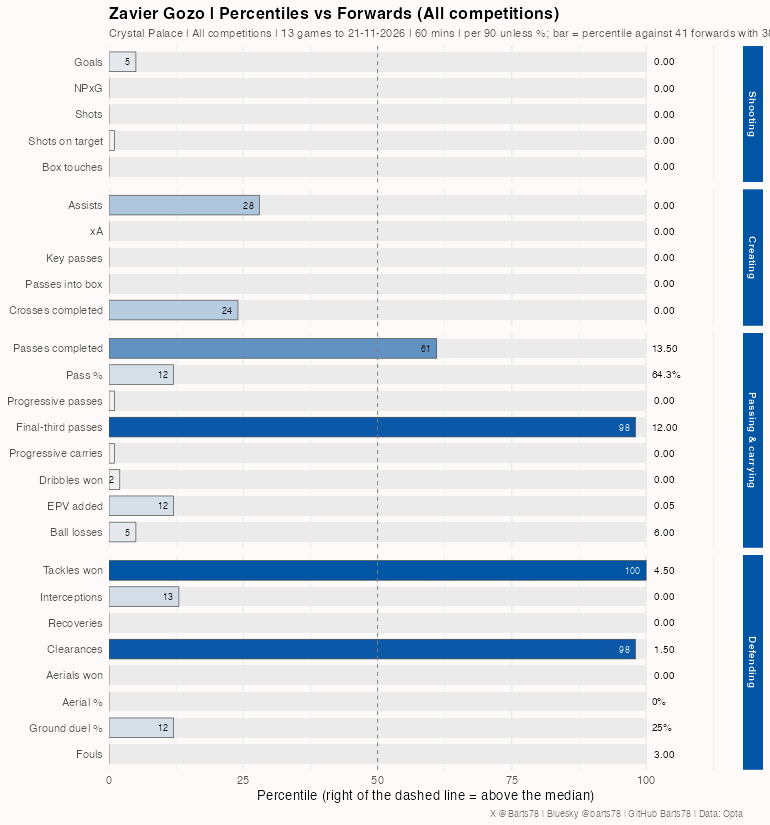 Zavier Gozo | Percentiles vs Forwards (All competitions)
Crystal Palace | All competitions | 13 games to 21-11-2026 | 60 mins | per 90 unless %; bar = percentile against 41 forwards with
Goals 5 0.00
NPxG 0.00
Shots 0.00
Shots on target 0.00
Box touches 0.00
Shooting
Assists 28 0.00
xA 0.00
Key passes 0.00
Passes into box 0.00
Crosses completed 24 0.00
Creating
Passes completed 61 13.50
Pass % 12 64.3%
Progressive passes 0.00
Final-third passes 98 12.00
Progressive carries 0.00
Dribbles won 2 0.00
EPV added 12 0.05
Ball losses 5 6.00
Passing & carrying
Tackles won 100 4.50
Interceptions 13 0.00
Recoveries 0.00
Clearances 98 1.50
Aerials won 0.00
Aerial % 0%
Ground duel % 12 25%
Fouls 3.00
Defending
0 25 50 75 100
Percentile (right of the dashed line = above the median)
X @Barts78 | Bluesky @barts78 | GitHub Barts78 | Data: Opta